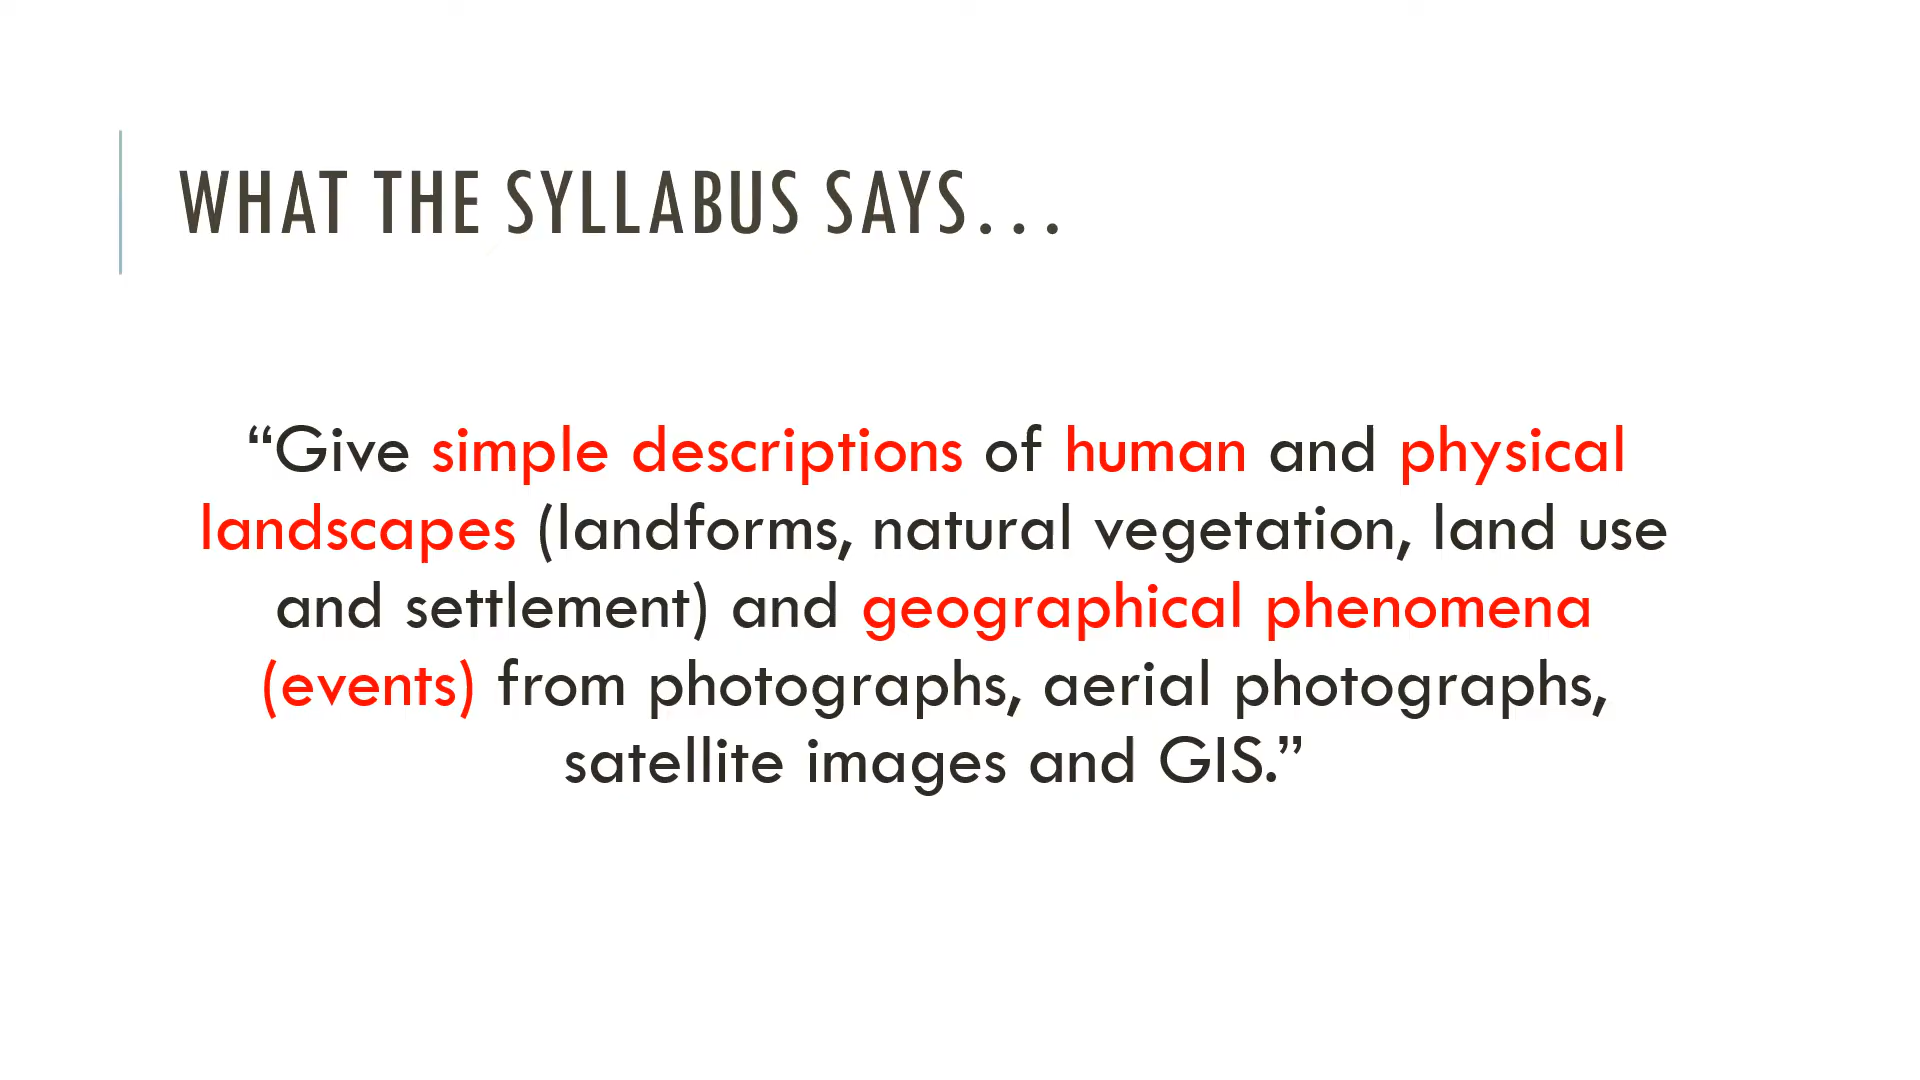 WHAT THE SYLLABUS SAYS...
“Give simple descriptions of human and physical
landscapes (landforms, natural vegetation, land use
and settlement) and geographical phenomena
(events) from photographs, aerial photographs,
satellite images and GIS.”